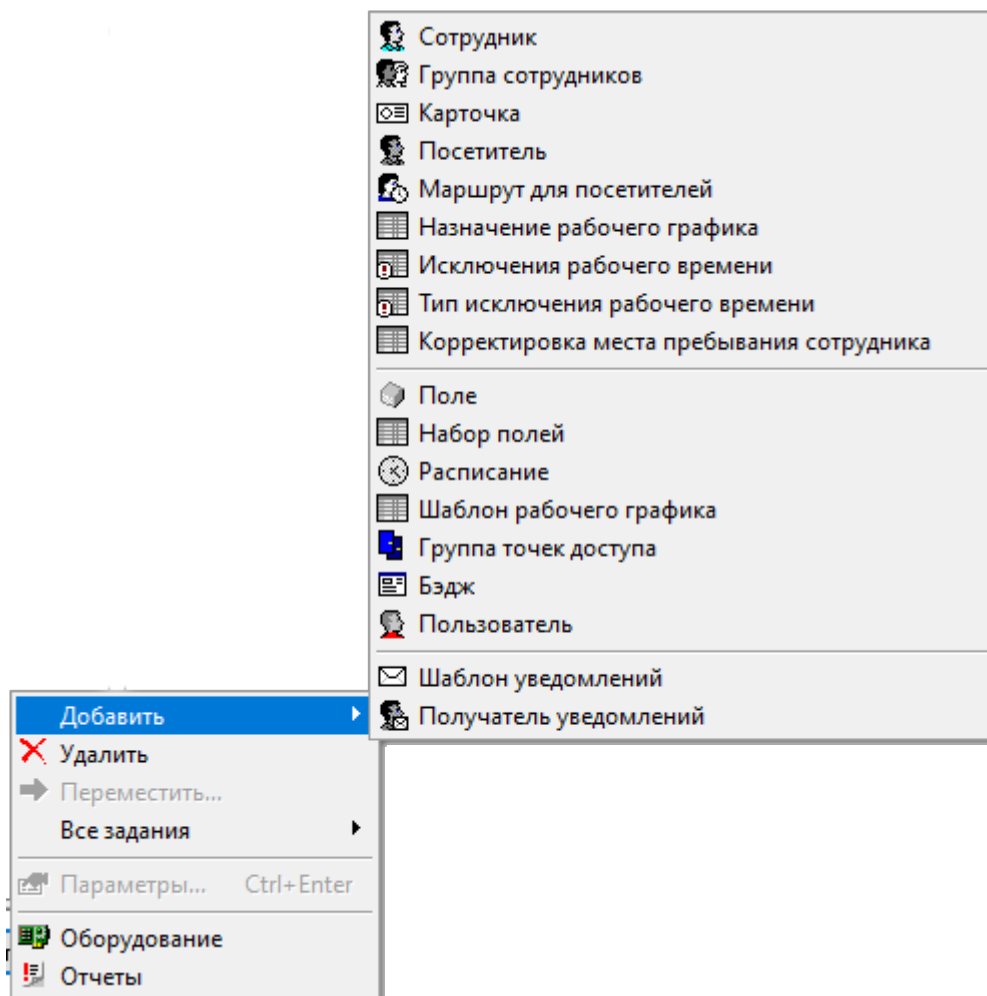 Сотрудник
Группа сотрудников
Карточка
Посетитель
Маршрут для посетителей
Назначение рабочего графика
Исключения рабочего времени
Тип исключения рабочего времени
Корректировка места пребывания сотрудника
Поле
Набор полей
Расписание
Шаблон рабочего графика
Группа точек доступа
Бэдж
Пользователь
Шаблон уведомлений
Получатель уведомлений
Добавить
Удалить
Переместить...
Все задания
Параметры... Ctrl+Enter
Оборудование
Отчеты